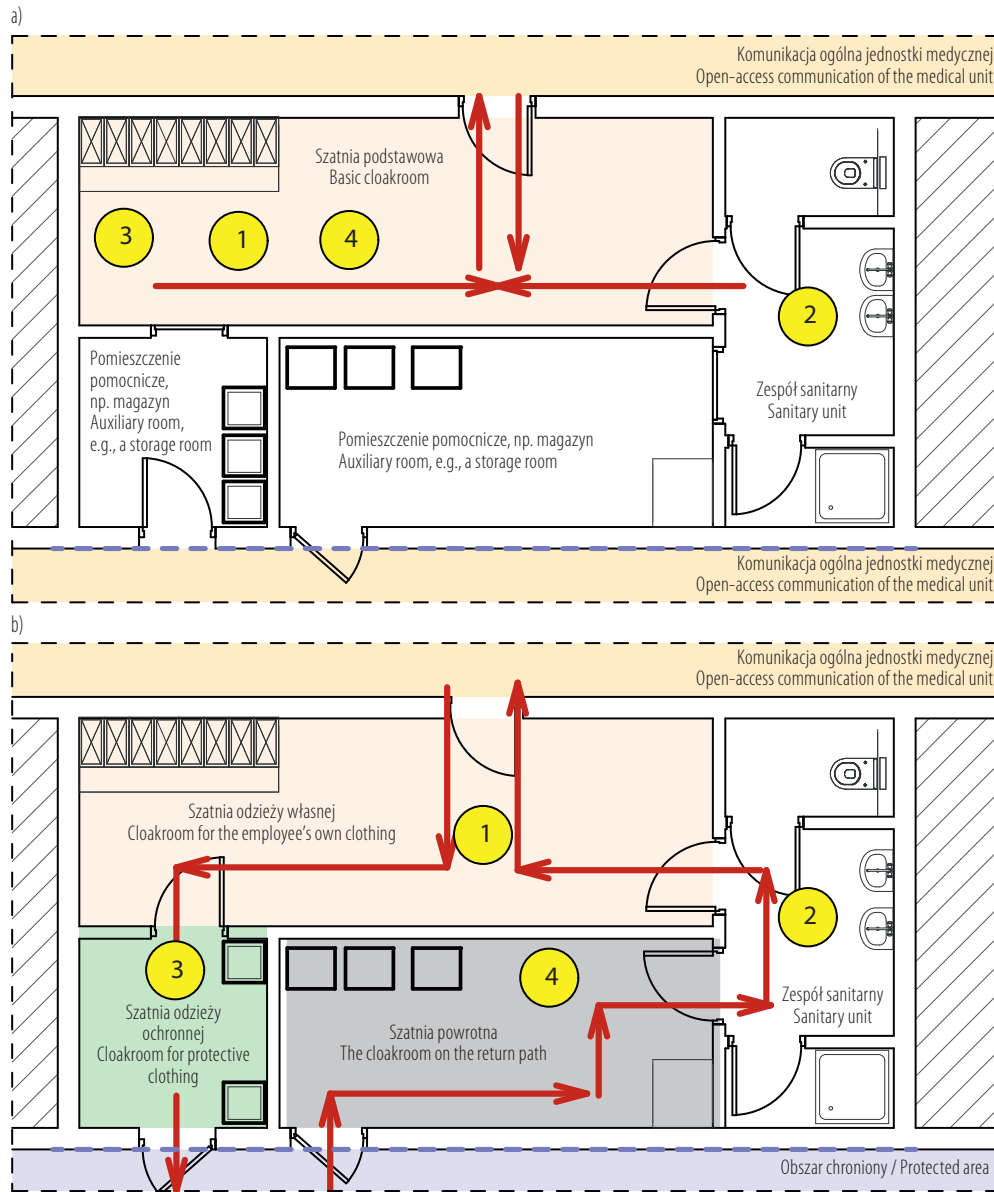 a)
Komunikacja ogólna jednostki medycznej
Open-access communication of the medical unit
Szatnia podstawowa
Basic cloakroom
3
1
4
2
Pomieszczenie
pomocnicze,
np. magazyn
Auxiliary room,
e.g., a storage room
Pomieszczenie pomocnicze, np. magazyn
Auxiliary room, e.g., a storage room
Zespół sanitarny
Sanitary unit
Komunikacja ogólna jednostki medycznej
Open-access communication of the medical unit
b)
Komunikacja ogólna jednostki medycznej
Open-access communication of the medical unit
Szatnia odzieży własnej
Cloakroom for the employee's own clothing
1
2
3
4
Szatnia odzieży
ochronnej
Cloakroom for protective
clothing
Szatnia powrotna
The cloakroom on the return path
Zespół sanitarny
Sanitary unit
Obszar chroniony / Protected area